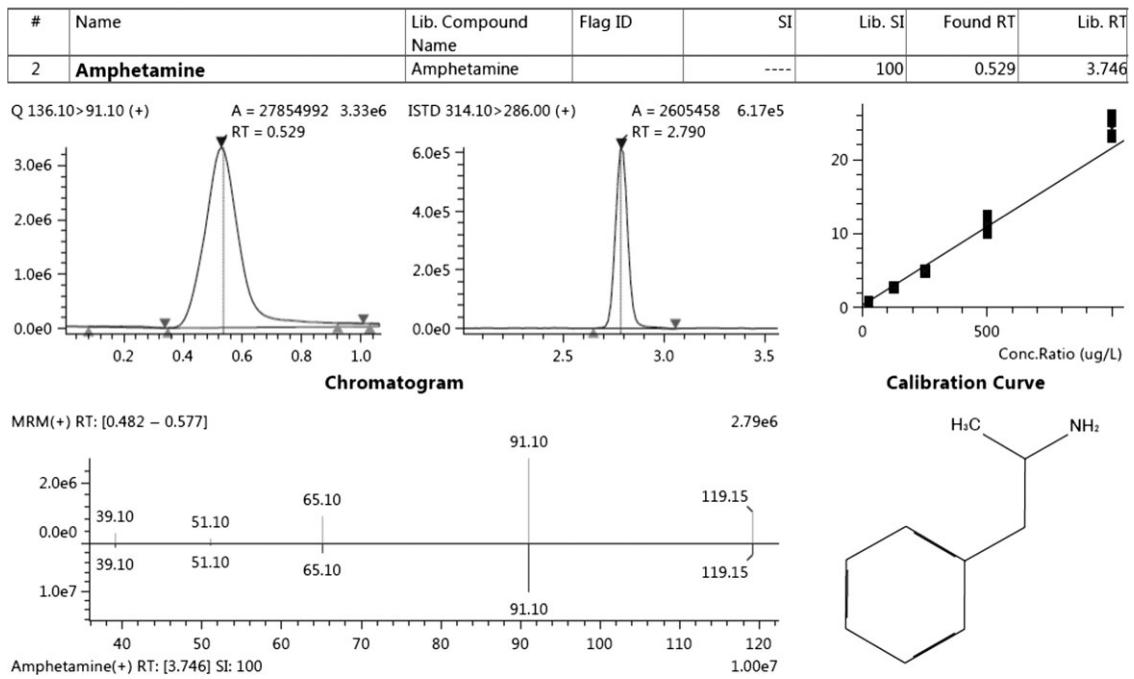 # Name Lib. Compound Name Flag ID SI Lib. SI Found RT Lib. RT
2 Amphetamine Amphetamine ---- 100 0.529 3.746
Q 136.10>91.10 (+) A = 27854992 3.33e6
RT = 0.529
3.0e6
2.0e6
1.0e6
0.0e0
0.2 0.4 0.6 0.8 1.0
ISTD 314.10>286.00 (+) A = 2605458 6.17e5
RT = 2.790
6.0e5
4.0e5
2.0e5
0.0e0
2.5 3.0 3.5
Chromatogram
20
10
0
0 500
Conc.Ratio (ug/L)
Calibration Curve
MRM(+) RT: [0.482 – 0.577] 2.79e6
91.10
2.0e6
65.10
119.15
39.10
51.10
0.0e0
39.10 51.10 65.10 119.15
1.0e7
91.10
40 50 60 70 80 90 100 110 120
Amphetamine(+) RT: [3.746] SI: 100 1.00e7
H₃C NH₂